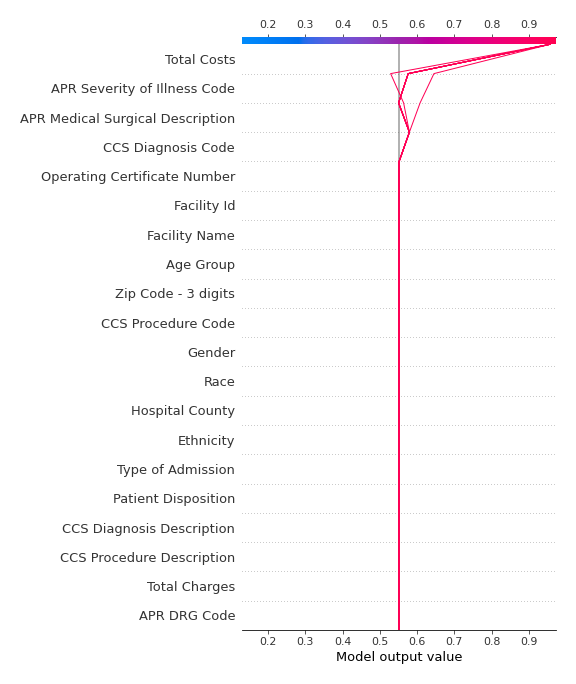 0.2 0.3 0.4 0.5 0.6 0.7 0.8 0.9
Total Costs
APR Severity of Illness Code
APR Medical Surgical Description
CCS Diagnosis Code
Operating Certificate Number
Facility Id
Facility Name
Age Group
Zip Code - 3 digits
CCS Procedure Code
Gender
Race
Hospital County
Ethnicity
Type of Admission
Patient Disposition
CCS Diagnosis Description
CCS Procedure Description
Total Charges
APR DRG Code
0.2 0.3 0.4 0.5 0.6 0.7 0.8 0.9
Model output value